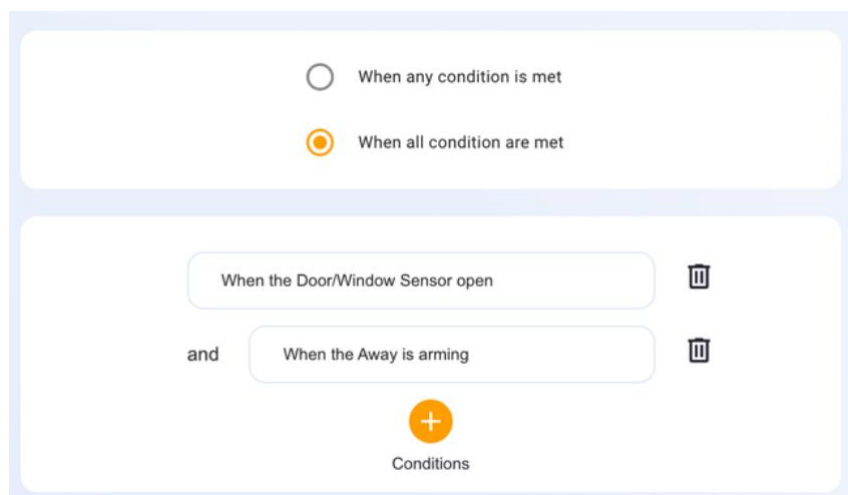 When any condition is met
When all condition are met
When the Door/Window Sensor open
and When the Away is arming
Conditions